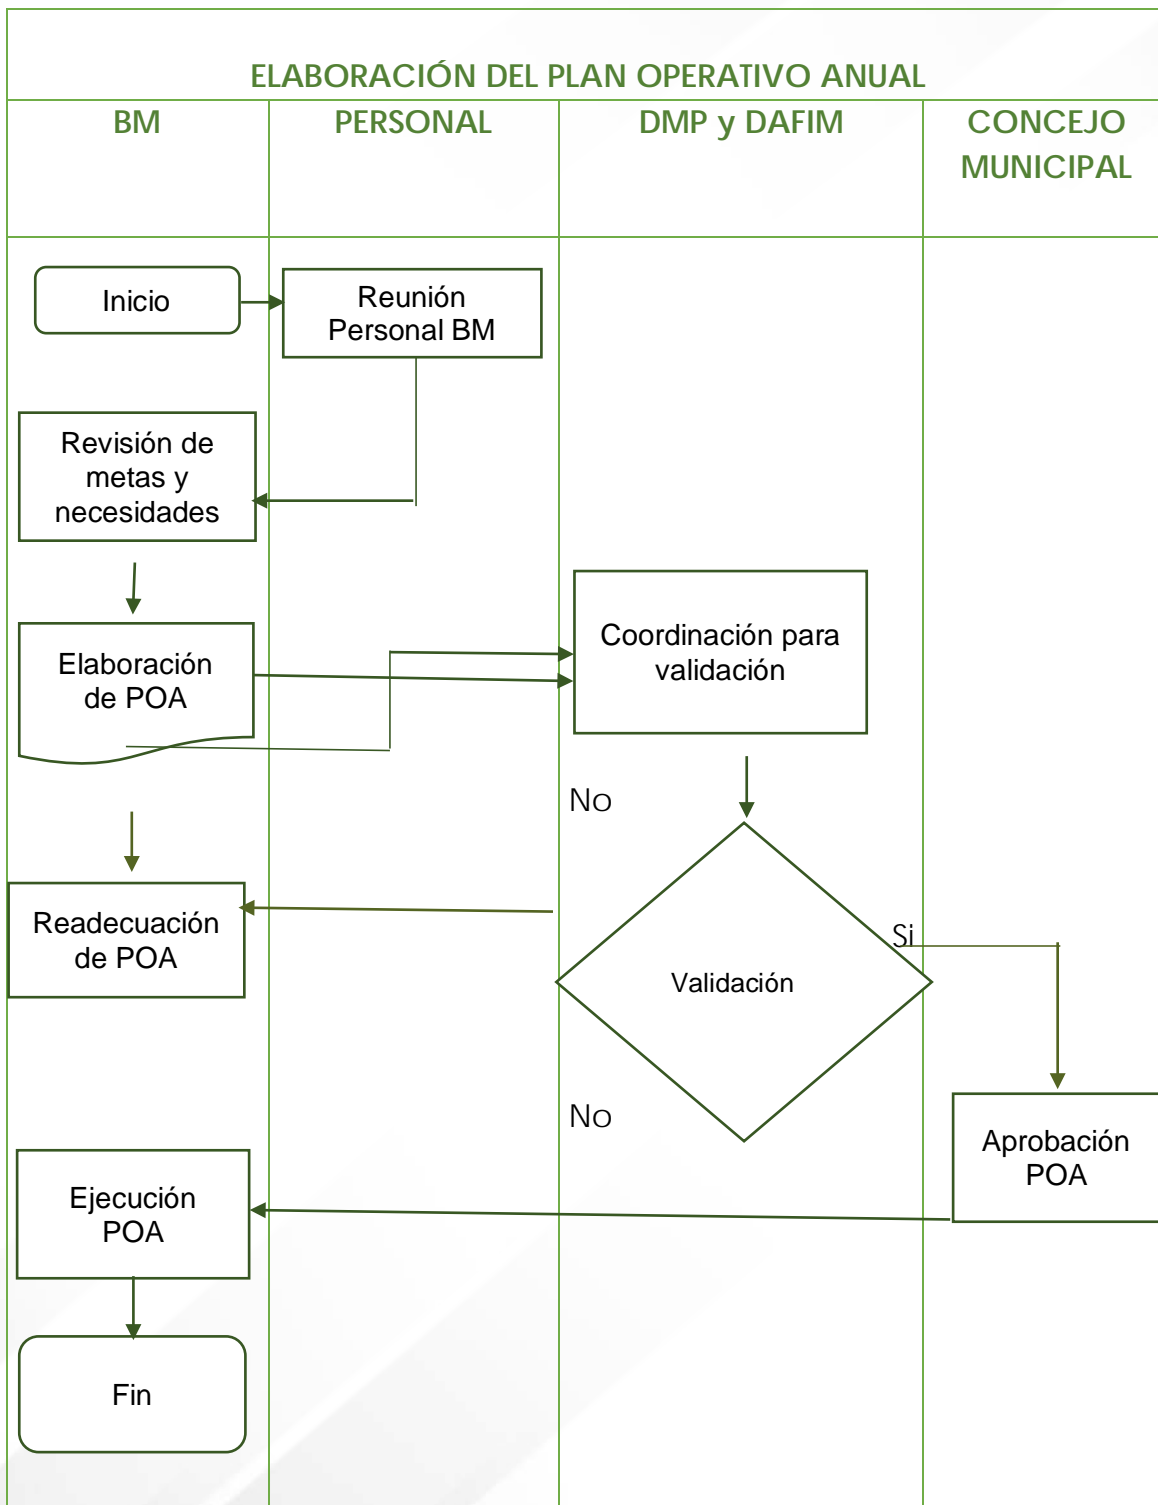 ELABORACIÓN DEL PLAN OPERATIVO ANUAL
BM
PERSONAL
DMP y DAFIM
CONCEJO
MUNICIPAL
Inicio
Reunión
Personal BM
Revisión de
metas y
necesidades
Elaboración
de POA
Coordinación para
validación
No
Readecuación
de POA
Si
Validación
No
Aprobación
POA
Ejecución
POA
Fin